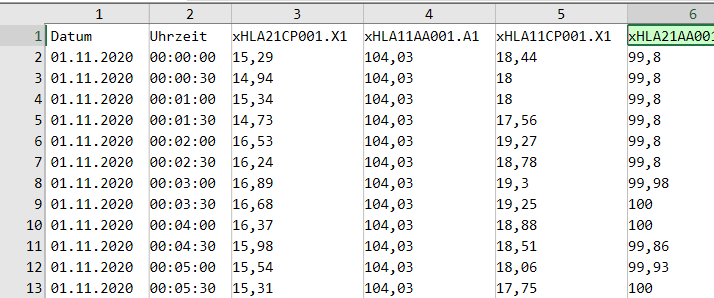 1 2 3 4 5 6
1 Datum Uhrzeit xHLA21CP001.X1 xHLA11AA001.A1 xHLA11CP001.X1 xHLA21AA001
2 01.11.2020 00:00:00 15,29 104,03 18,44 99,8
3 01.11.2020 00:00:30 14,94 104,03 18 99,8
4 01.11.2020 00:01:00 15,34 104,03 18 99,8
5 01.11.2020 00:01:30 14,73 104,03 17,56 99,8
6 01.11.2020 00:02:00 16,53 104,03 19,27 99,8
7 01.11.2020 00:02:30 16,24 104,03 18,78 99,8
8 01.11.2020 00:03:00 16,89 104,03 19,3 99,98
9 01.11.2020 00:03:30 16,68 104,03 19,25 100
10 01.11.2020 00:04:00 16,37 104,03 18,88 100
11 01.11.2020 00:04:30 15,98 104,03 18,51 99,86
12 01.11.2020 00:05:00 15,54 104,03 18,06 99,93
13 01.11.2020 00:05:30 15,31 104,03 17,75 100